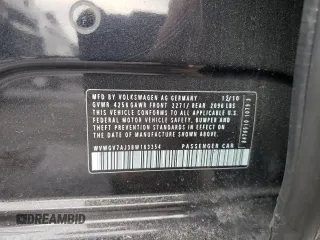 MFD BY VOLKSWAGEN AG GERMANY 12/10
GVWR 4256 GAWR FRONT 2271/ REAR 2096 LBS
THIS VEHICLE CONFORMS TO ALL APPLICABLE
FEDERAL MOTOR VEHICLE SAFETY, BUMPER,
AND THEFT PREVENTION STANDARDS IN EFFECT
ON THE DATE OF MANUFACTURE SHOWN ABOVE.
PASSENGER CAR
DREAMBID